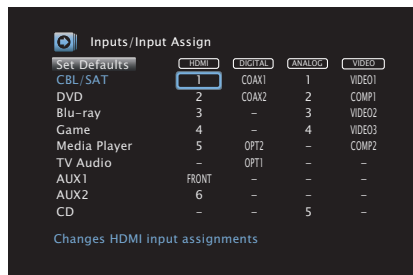 Inputs/Input Assign
Set Defaults HDMI DIGITAL ANALOG VIDEO
CBL/SAT 1 COAX1 1 VIDEO1
DVD 2 COAX2 2 COMP1
Blu-ray 3 – 3 VIDEO2
Game 4 – 4 VIDEO3
Media Player 5 OPT2 – COMP2
TV Audio – OPT1 – –
AUX1 FRONT – – –
AUX2 6 – – –
CD – – 5 –
Changes HDMI input assignments